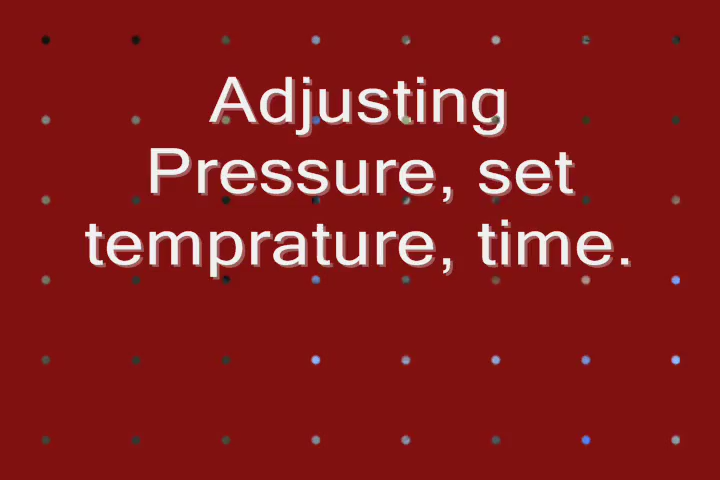 Adjusting
Pressure, set
temprature, time.